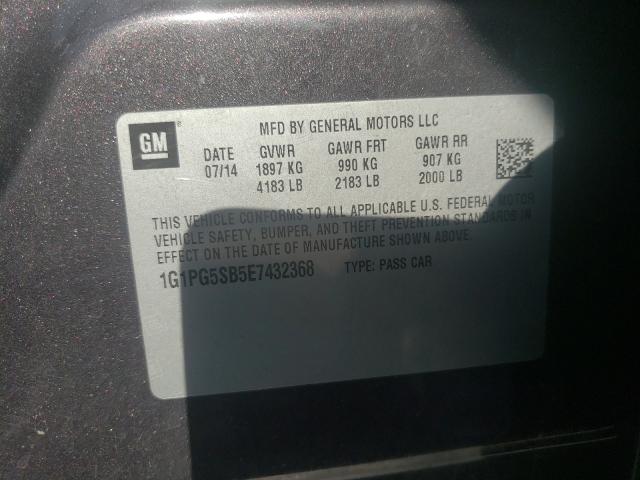 GM
MFD BY GENERAL MOTORS LLC
DATE GVWR GAWR FRT GAWR RR
07/14 1897 KG 990 KG 907 KG
4183 LB 2183 LB 2000 LB
THIS VEHICLE CONFORMS TO ALL APPLICABLE U.S. FEDERAL MOTOR
VEHICLE SAFETY, BUMPER, AND THEFT PREVENTION STANDARDS IN
EFFECT ON THE DATE OF MANUFACTURE SHOWN ABOVE.
1G1PG5SB5E7432368 TYPE: PASS CAR